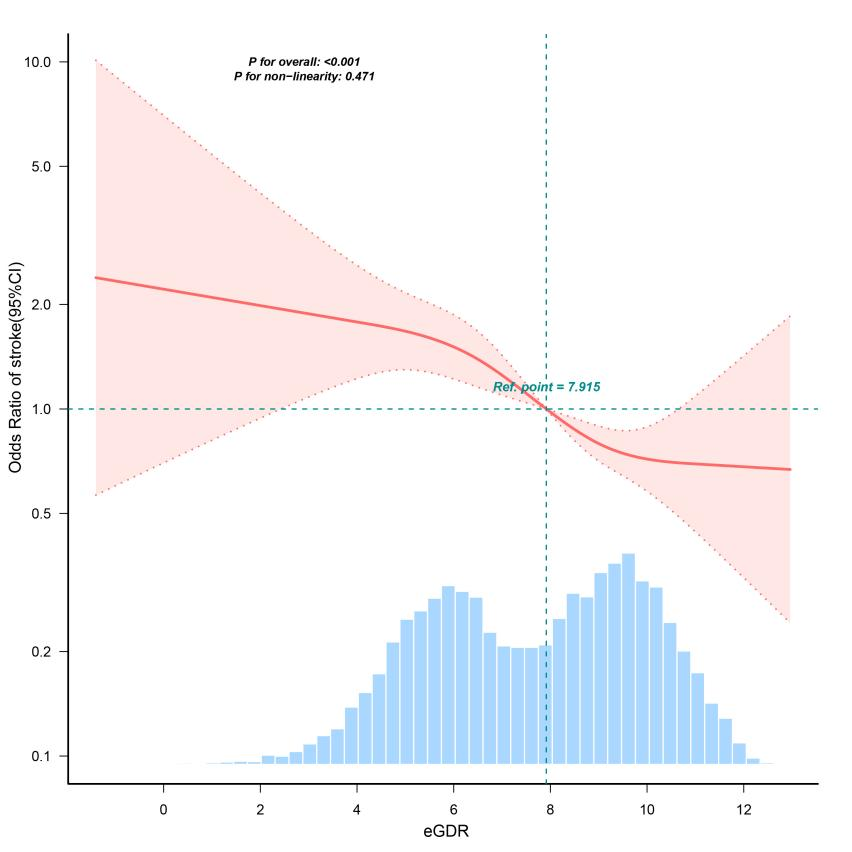 P for overall: <0.001
P for non−linearity: 0.471
10.0
5.0
2.0
1.0
0.5
0.2
0.1
Odds Ratio of stroke(95%CI)
Ref. point = 7.915
0 2 4 6 8 10 12
eGDR